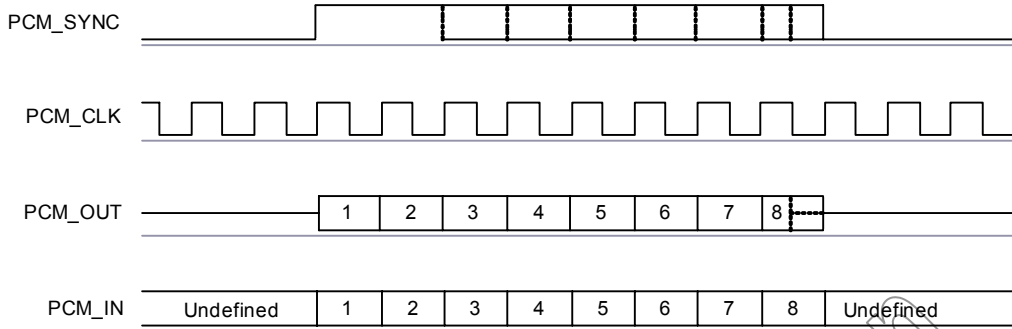 PCM_SYNC
PCM_CLK
PCM_OUT 1 2 3 4 5 6 7 8
PCM_IN Undefined 1 2 3 4 5 6 7 8 Undefined